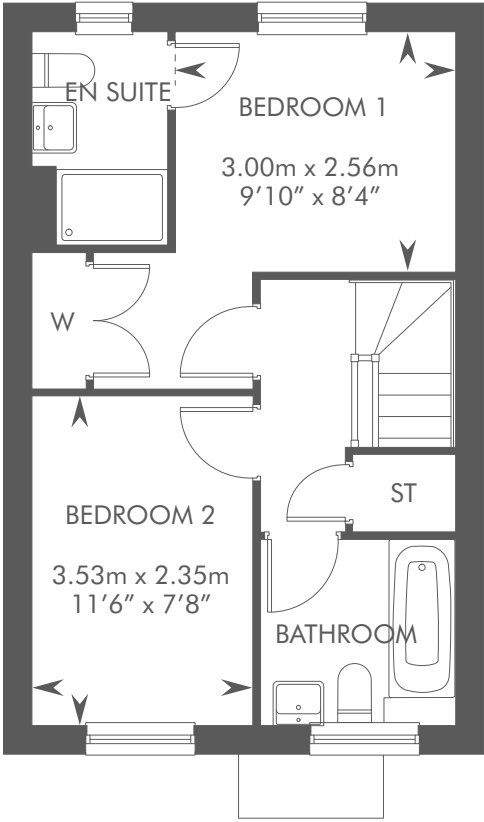 EN SUITE
BEDROOM 1
3.00m x 2.56m
9’10” x 8’4”
W
ST
BEDROOM 2
3.53m x 2.35m
11’6” x 7’8”
BATHROOM